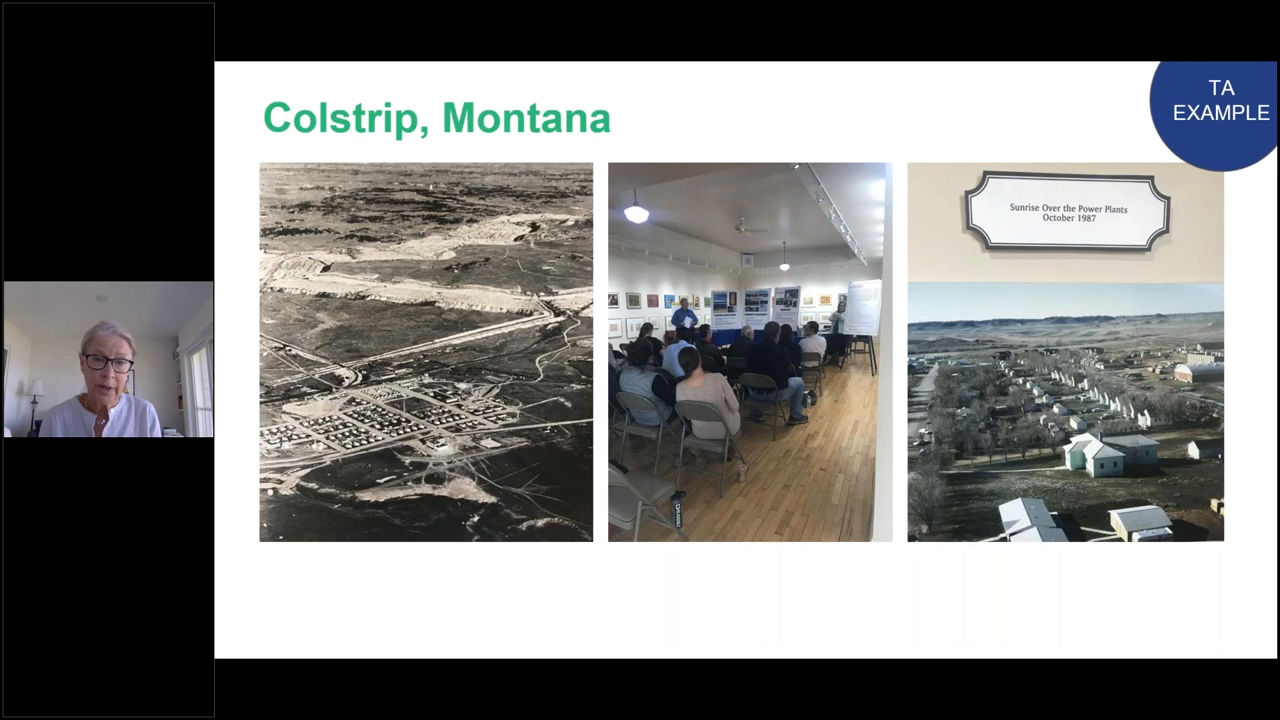 Colstrip, Montana
TA
EXAMPLE
Sunrise Over the Power Plants
October 1987